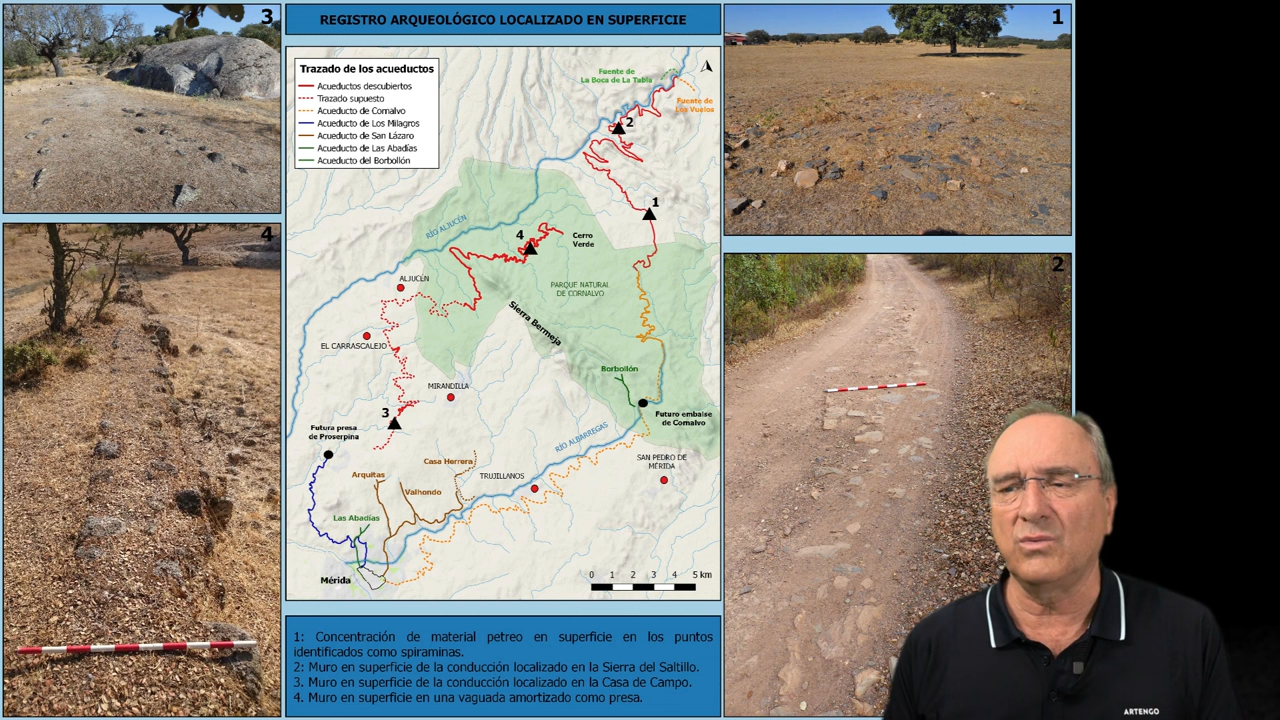 REGISTRO ARQUEOLÓGICO LOCALIZADO EN SUPERFICIE
3
1
4
2
Trazado de los acueductos
Acueductos descubiertos
Trazado supuesto
Acueducto de Cornalvo
Acueducto de Los Milagros
Acueducto de San Lázaro
Acueducto de Las Abadías
Acueducto del Borbollón
Fuente de
La Boca de La Tabla
Fuente de
Los Vuelos
2
1
RÍO ALJUCÉN
4
Cerro
Verde
ALJUCÉN
PARQUE NATURAL
DE CORNALVO
Sierra Bermeja
EL CARRASCALEJO
MIRANDILLA
Borbollón
3
Futuro embalse
de Cornalvo
Futura presa
de Proserpina
RÍO ALBARREGAS
Casa Herrera
SAN PEDRO DE
MÉRIDA
Arquitas
TRUJILLANOS
Valhondo
Las Abadías
Mérida
0 1 2 3 4 5 km
1: Concentración de material petreo en superficie en los puntos
identificados como spiraminas.
2: Muro en superficie de la conducción localizado en la Sierra del Saltillo.
3. Muro en superficie de la conducción localizado en la Casa de Campo.
4. Muro en superficie en una vaguada amortizado como presa.
ARTENGO